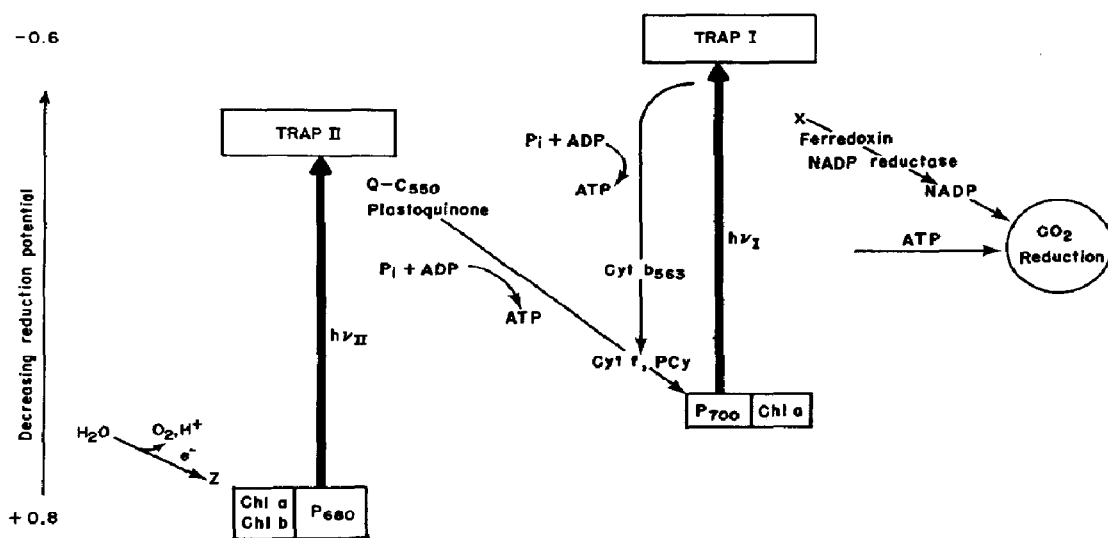 -0.6
Decreasing reduction potential
+0.8
TRAP II
hνII
H2O
O2, H+
e-
Z
Chl a
Chl b
P680
Q-C550
Plastoquinone
Pi + ADP
ATP
TRAP I
Pi + ADP
ATP
Cyt b563
hνI
Cyt f, PCy
P700
Chl a
X
Ferredoxin
NADP reductase
NADP
ATP
CO2
Reduction